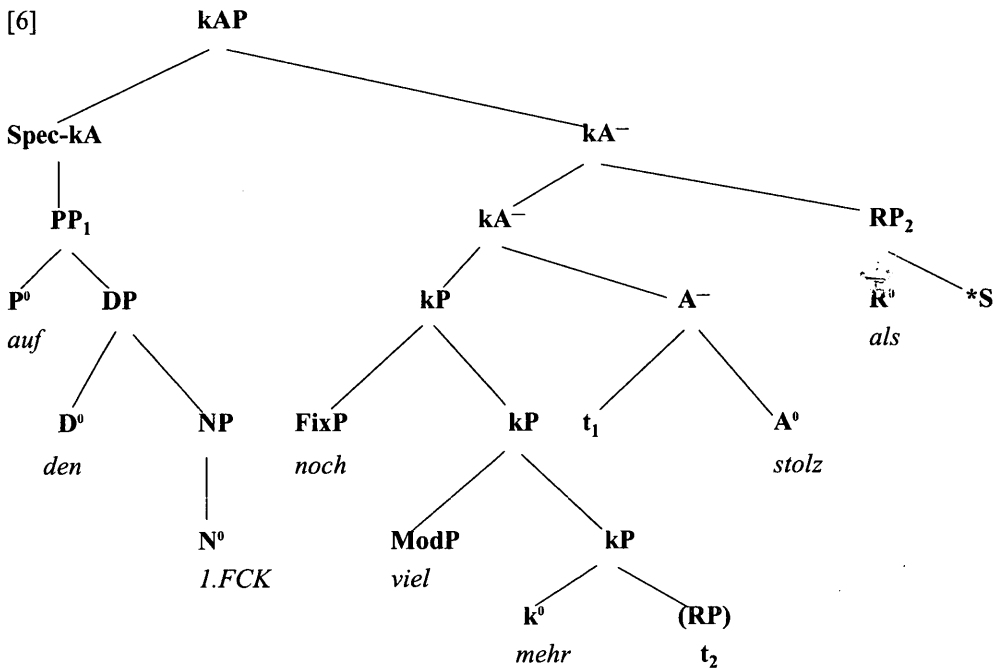 [6] kAP
Spec-kA kA⁻
PP₁ kA⁻ RP₂
P⁰ DP kP A⁻ R⁰ *S
auf als
D⁰ NP FixP kP t₁ A⁰
den noch stolz
N⁰ ModP kP
1.FCK viel
k⁰ (RP)
mehr t₂